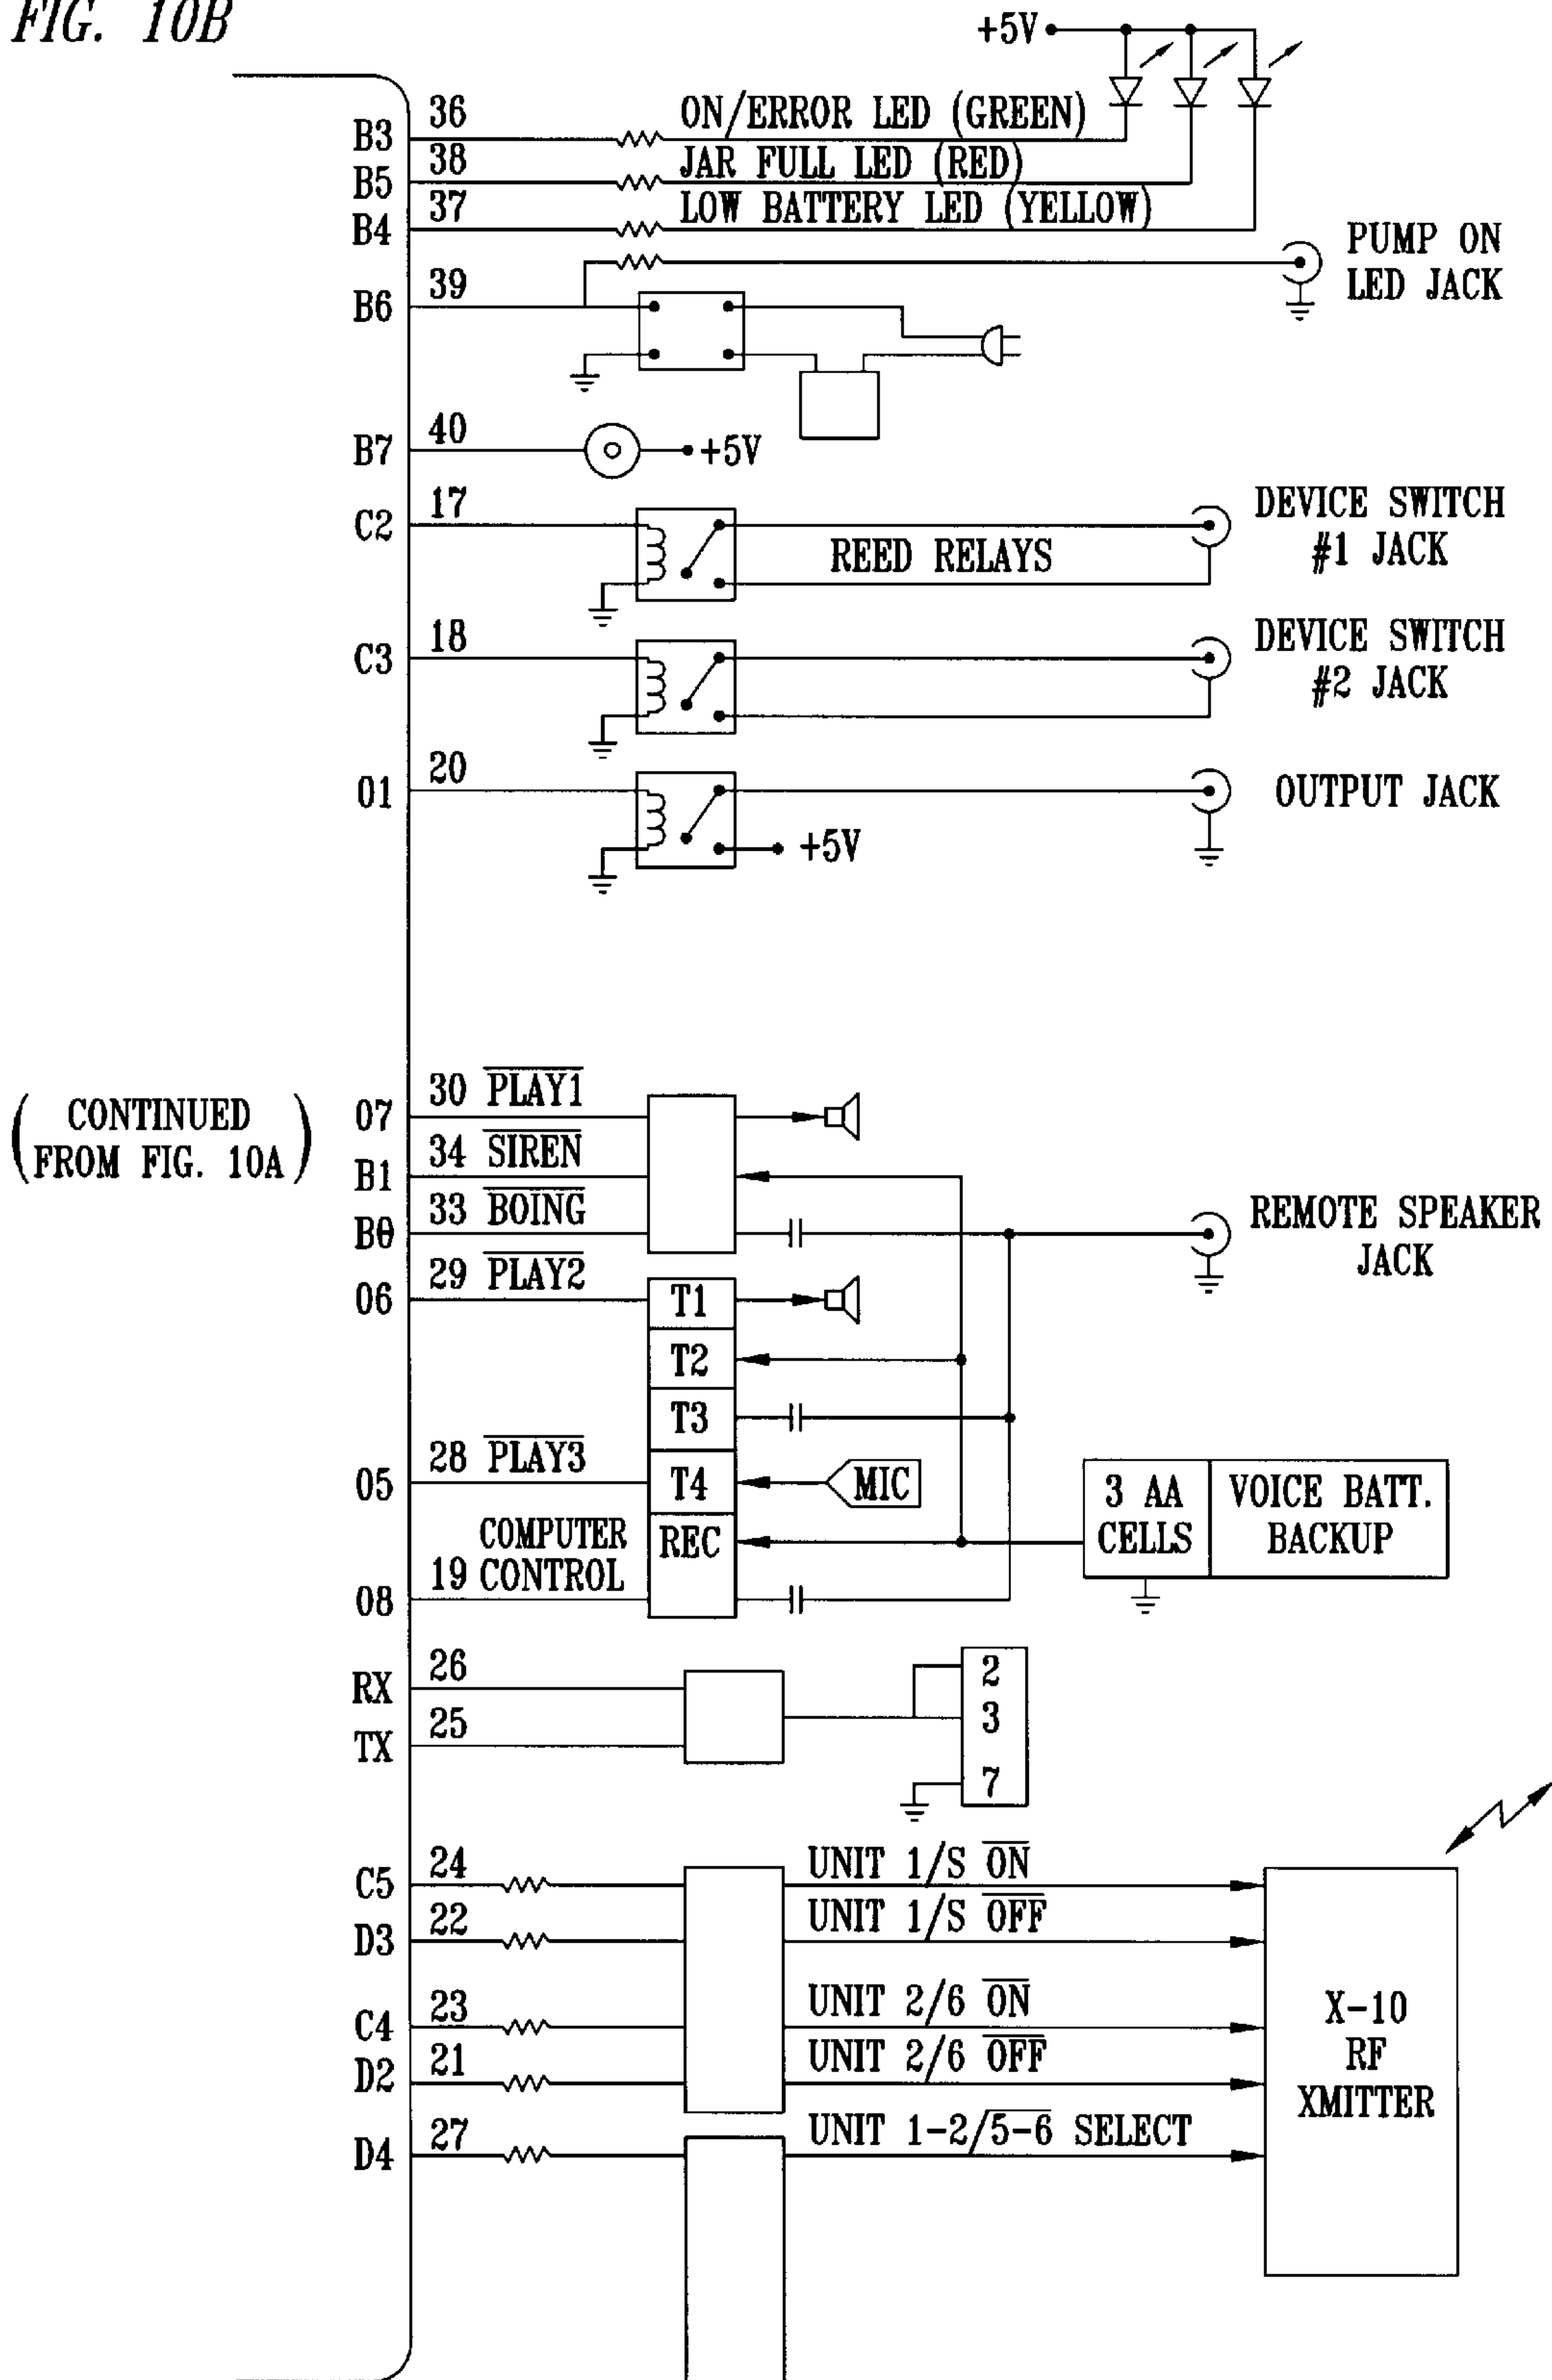 FIG. 10B
+5V
B3 36 ON/ERROR LED (GREEN)
B5 38 JAR FULL LED (RED)
B4 37 LOW BATTERY LED (YELLOW)
PUMP ON
LED JACK
B6 39
B7 40 +5V
C2 17
DEVICE SWITCH
#1 JACK
REED RELAYS
C3 18
DEVICE SWITCH
#2 JACK
01 20
OUTPUT JACK
+5V
(CONTINUED
FROM FIG. 10A)
07 30 PLAY1
B1 34 SIREN
B0 33 BOING
REMOTE SPEAKER
JACK
06 29 PLAY2
T1
T2
T3
05 28 PLAY3
T4
MIC
3 AA
CELLS
VOICE BATT.
BACKUP
REC
08 19 COMPUTER
CONTROL
RX 26
TX 25
2
3
7
C5 24 UNIT 1/S ON
D3 22 UNIT 1/S OFF
C4 23 UNIT 2/6 ON
D2 21 UNIT 2/6 OFF
D4 27 UNIT 1-2/5-6 SELECT
X-10
RF
XMITTER